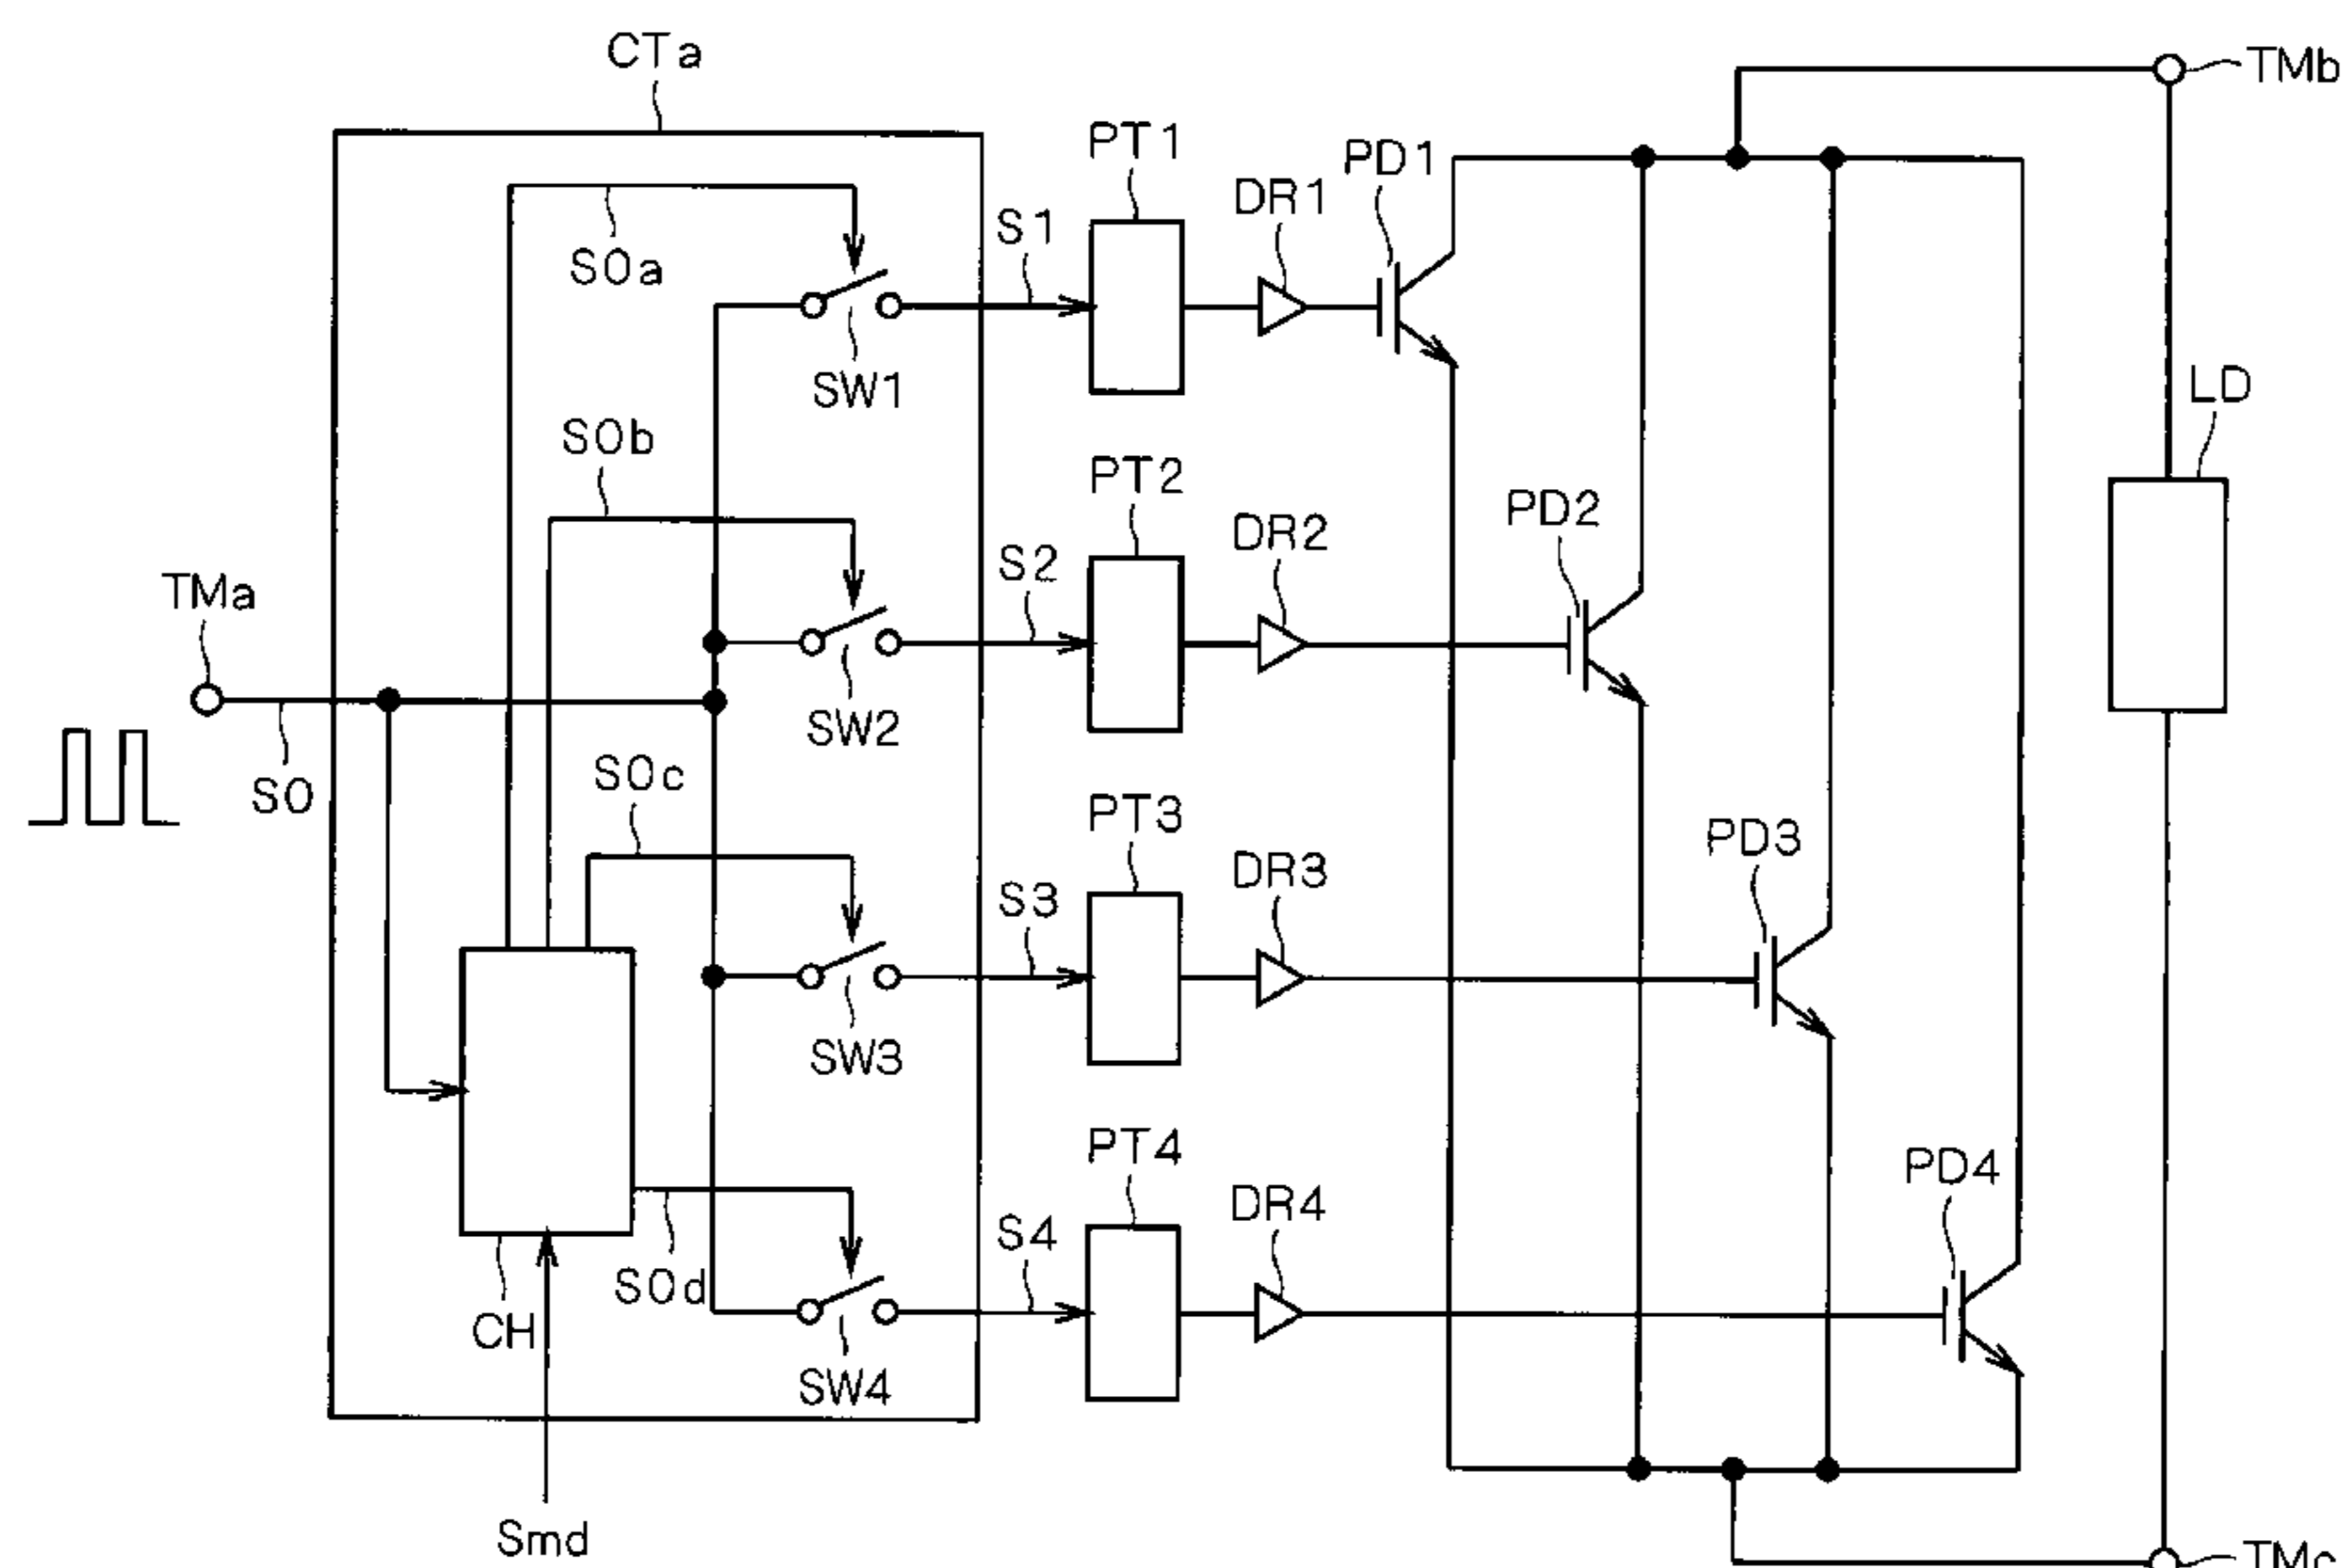 CTa
TMb
PT1
PD1
DR1
S1
S0a
SW1
LD
S0b
PT2
PD2
DR2
S2
TMa
SW2
S0
S0c
PT3
PD3
DR3
S3
SW3
PT4
PD4
DR4
S4
S0d
CH
SW4
Smd
TMc